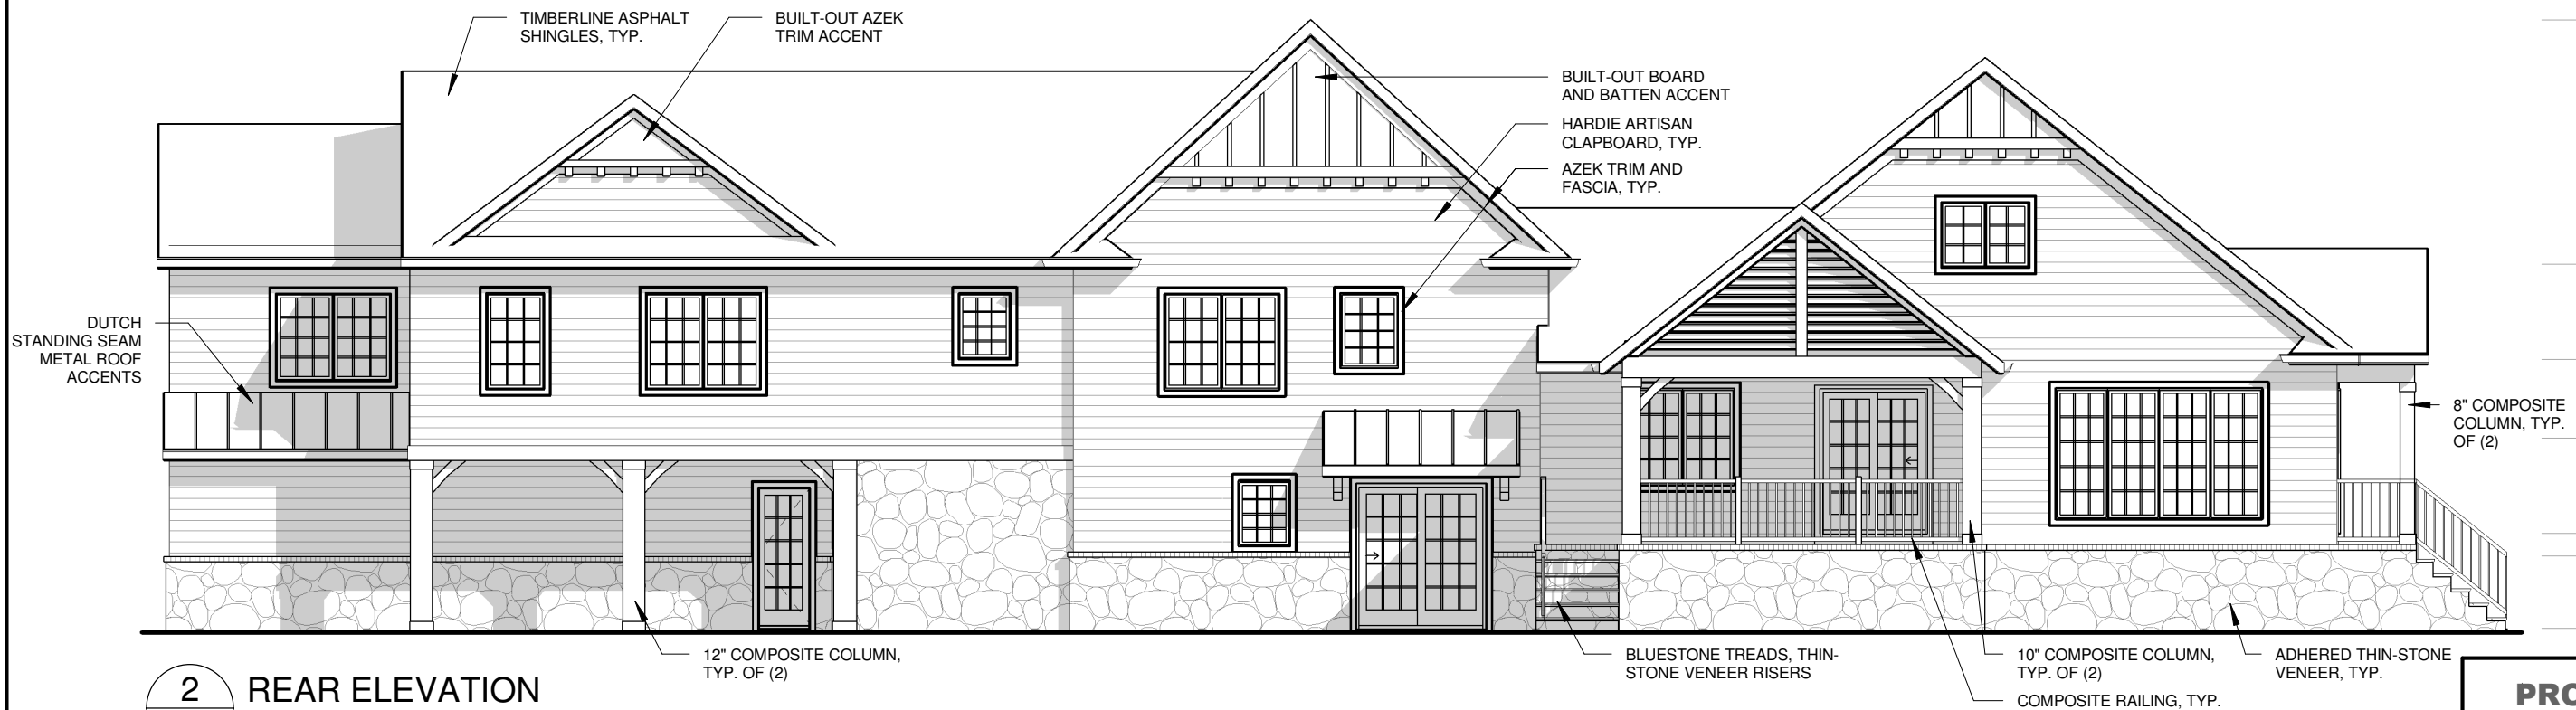 TIMBERLINE ASPHALT
SHINGLES, TYP.
BUILT-OUT AZEK
TRIM ACCENT
BUILT-OUT BOARD
AND BATTEN ACCENT
HARDIE ARTISAN
CLAPBOARD, TYP.
AZEK TRIM AND
FASCIA, TYP.
DUTCH
STANDING SEAM
METAL ROOF
ACCENTS
8" COMPOSITE
COLUMN, TYP.
OF (2)
12" COMPOSITE COLUMN,
TYP. OF (2)
BLUESTONE TREADS, THIN-
STONE VENEER RISERS
10" COMPOSITE COLUMN,
TYP. OF (2)
COMPOSITE RAILING, TYP.
ADHERED THIN-STONE
VENEER, TYP.
2 REAR ELEVATION